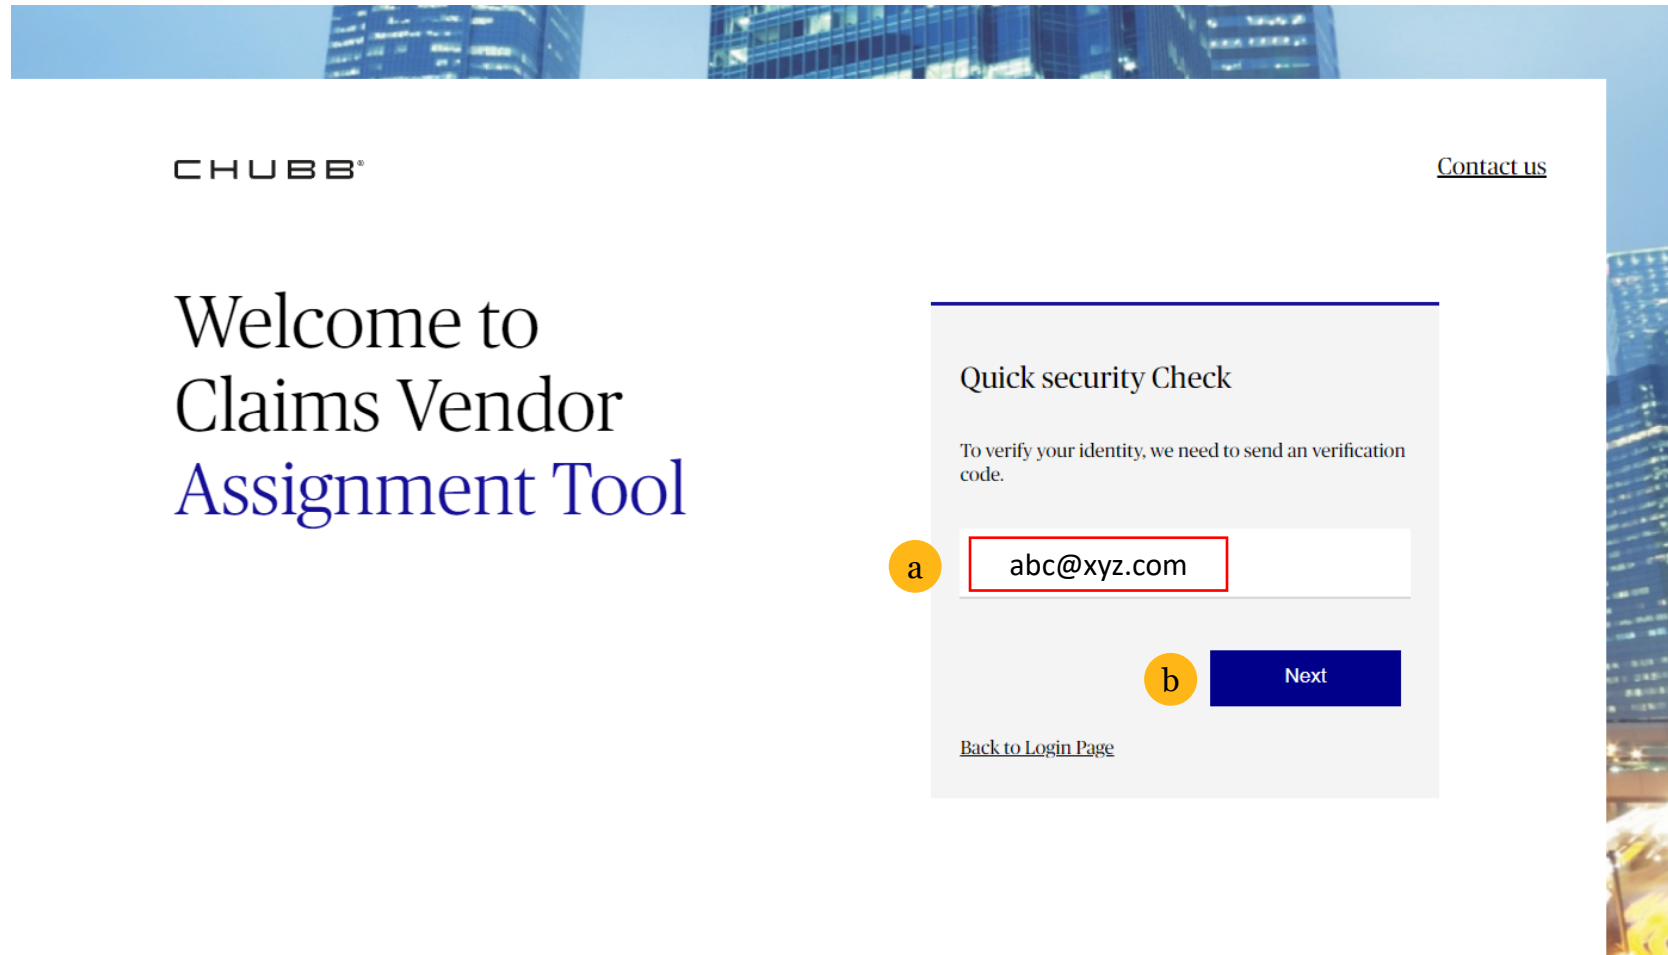 CHUBB®
Contact us
Welcome to
Claims Vendor
Assignment Tool
Quick security Check
To verify your identity, we need to send an verification
code.
a
abc@xyz.com
b
Next
Back to Login Page